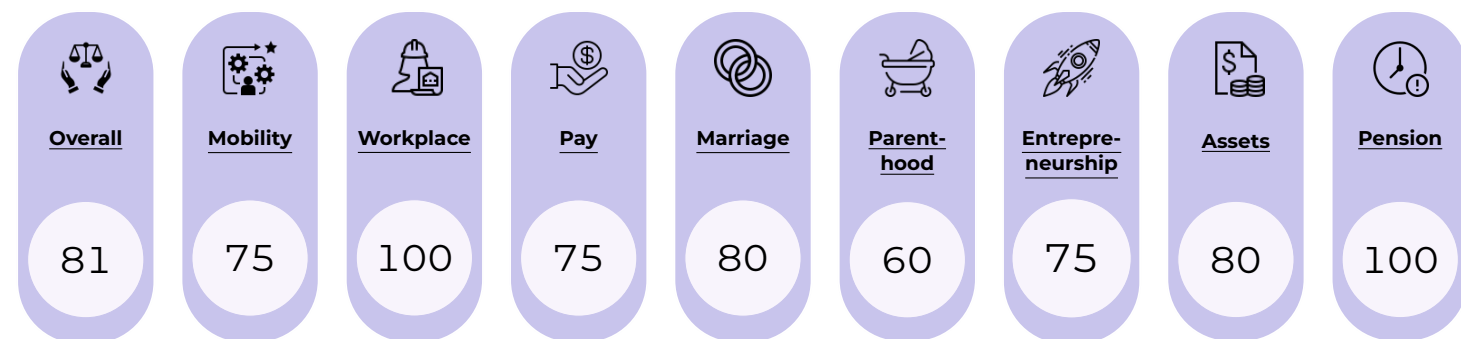 Overall
81
Mobility
75
Workplace
100
Pay
75
Marriage
80
Parent-
hood
60
Entrepre-
neurship
75
Assets
80
Pension
100